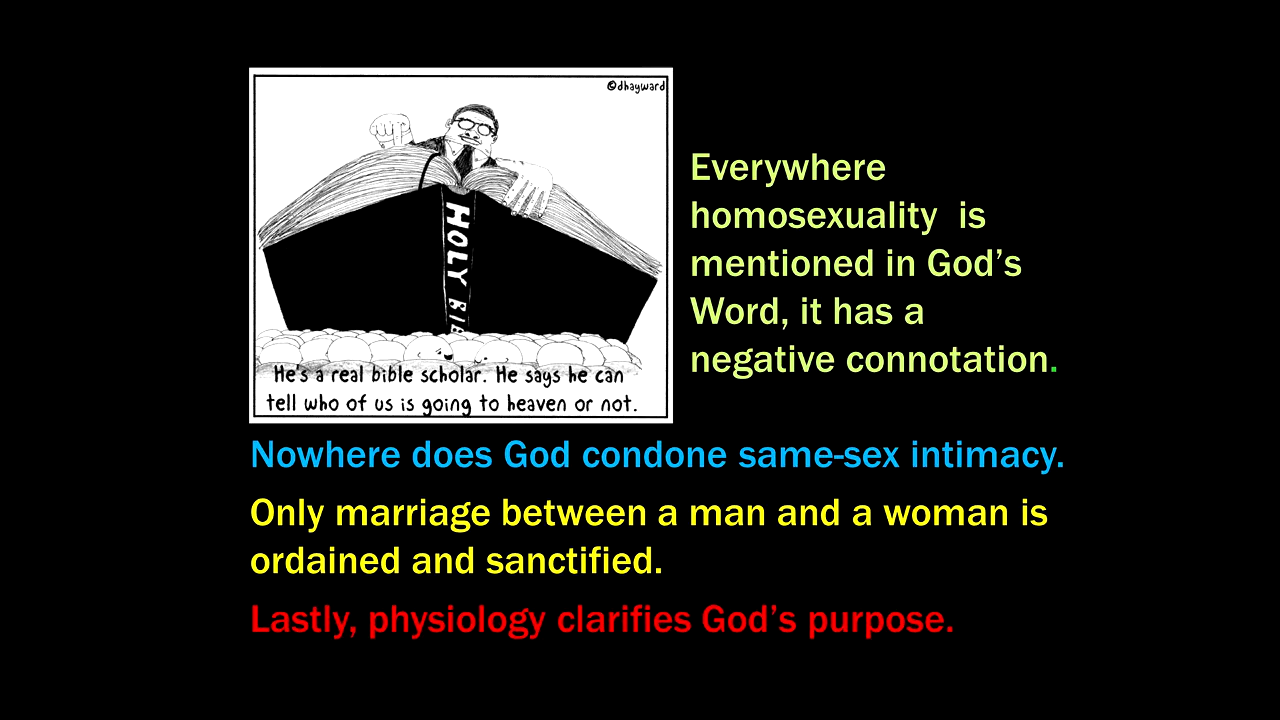 ©dhayward
HOLY BIB
He's a real bible scholar. He says he can
tell who of us is going to heaven or not.
Everywhere
homosexuality is
mentioned in God’s
Word, it has a
negative connotation.
Nowhere does God condone same-sex intimacy.
Only marriage between a man and a woman is
ordained and sanctified.
Lastly, physiology clarifies God’s purpose.